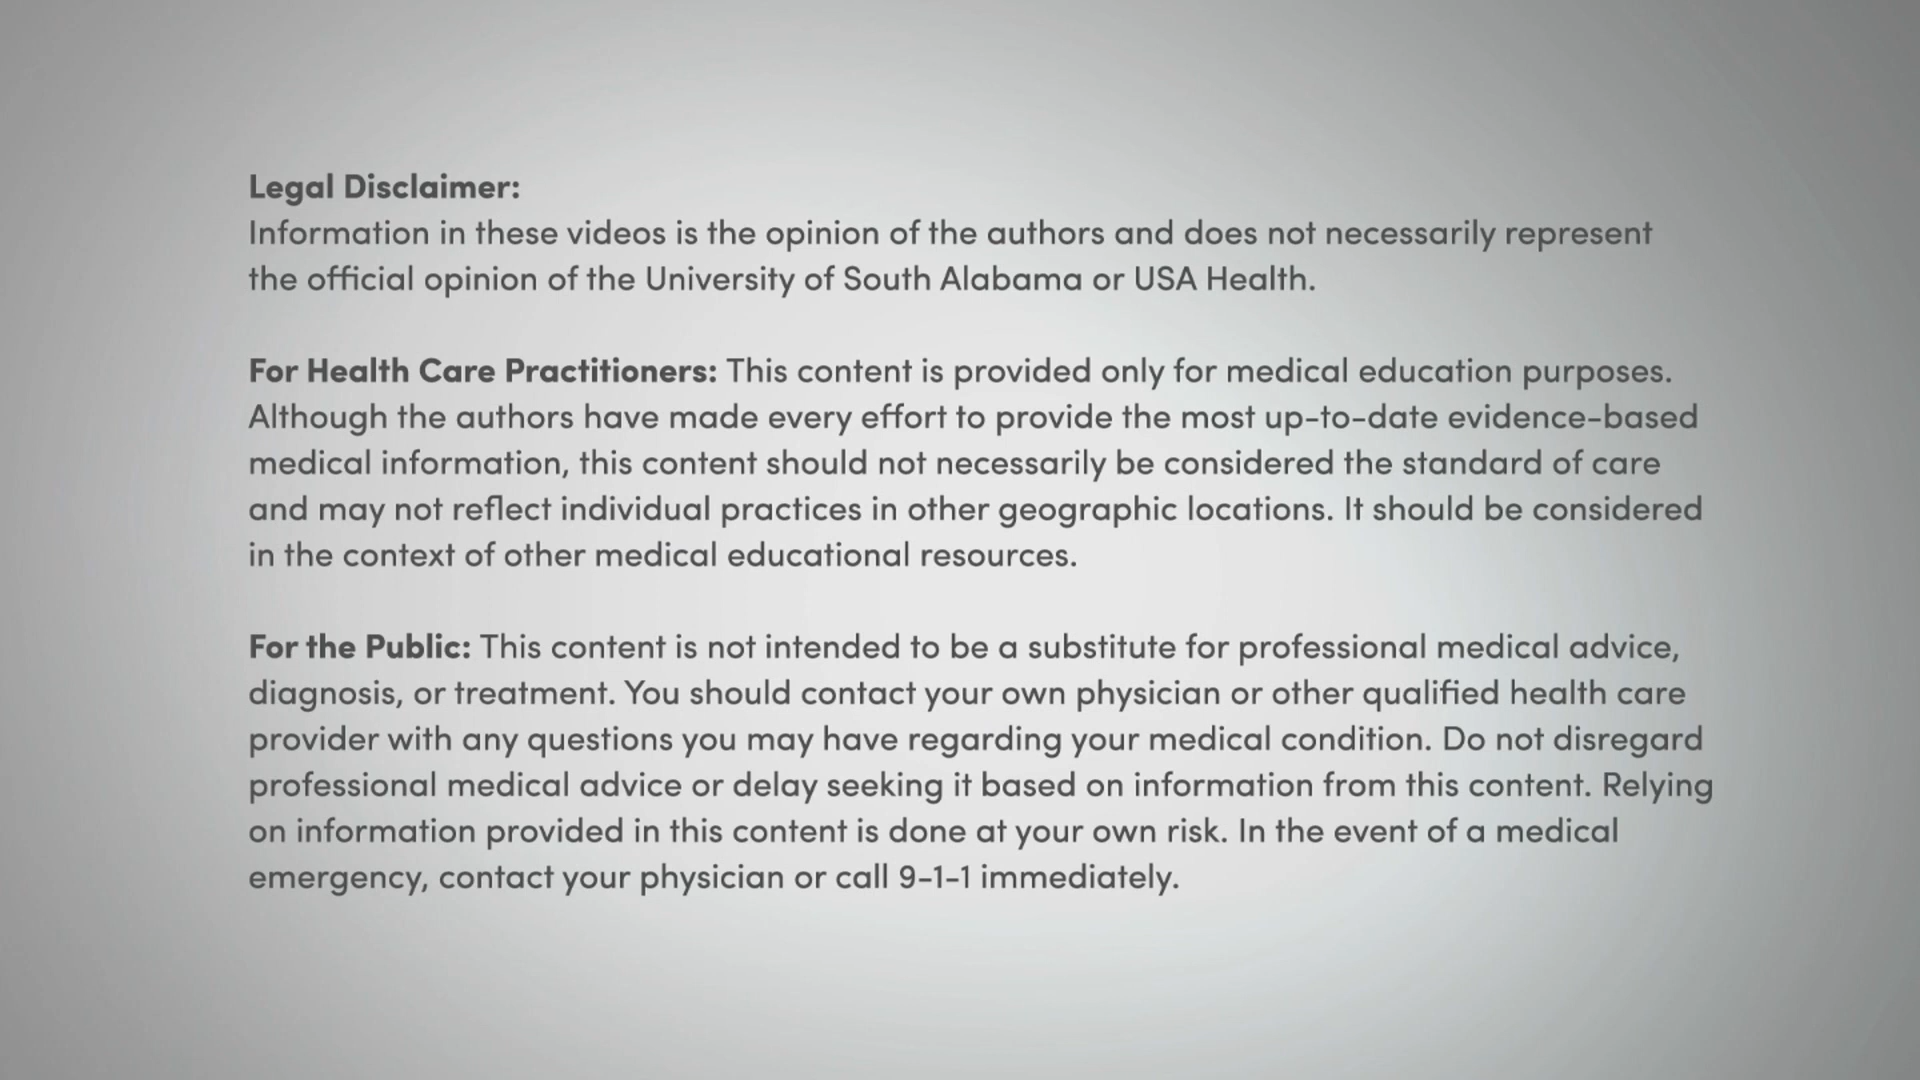 Legal Disclaimer:
Information in these videos is the opinion of the authors and does not necessarily represent
the official opinion of the University of South Alabama or USA Health.
For Health Care Practitioners: This content is provided only for medical education purposes.
Although the authors have made every effort to provide the most up-to-date evidence-based
medical information, this content should not necessarily be considered the standard of care
and may not reflect individual practices in other geographic locations. It should be considered
in the context of other medical educational resources.
For the Public: This content is not intended to be a substitute for professional medical advice,
diagnosis, or treatment. You should contact your own physician or other qualified health care
provider with any questions you may have regarding your medical condition. Do not disregard
professional medical advice or delay seeking it based on information from this content. Relying
on information provided in this content is done at your own risk. In the event of a medical
emergency, contact your physician or call 9-1-1 immediately.